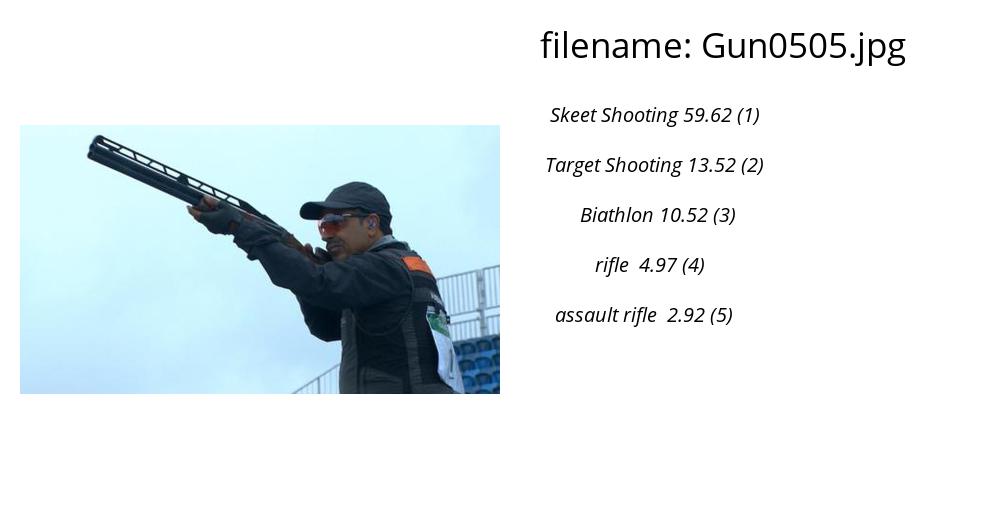 filename: Gun0505.jpg
Skeet Shooting 59.62 (1)
Target Shooting 13.52 (2)
Biathlon 10.52 (3)
rifle 4.97 (4)
assault rifle 2.92 (5)